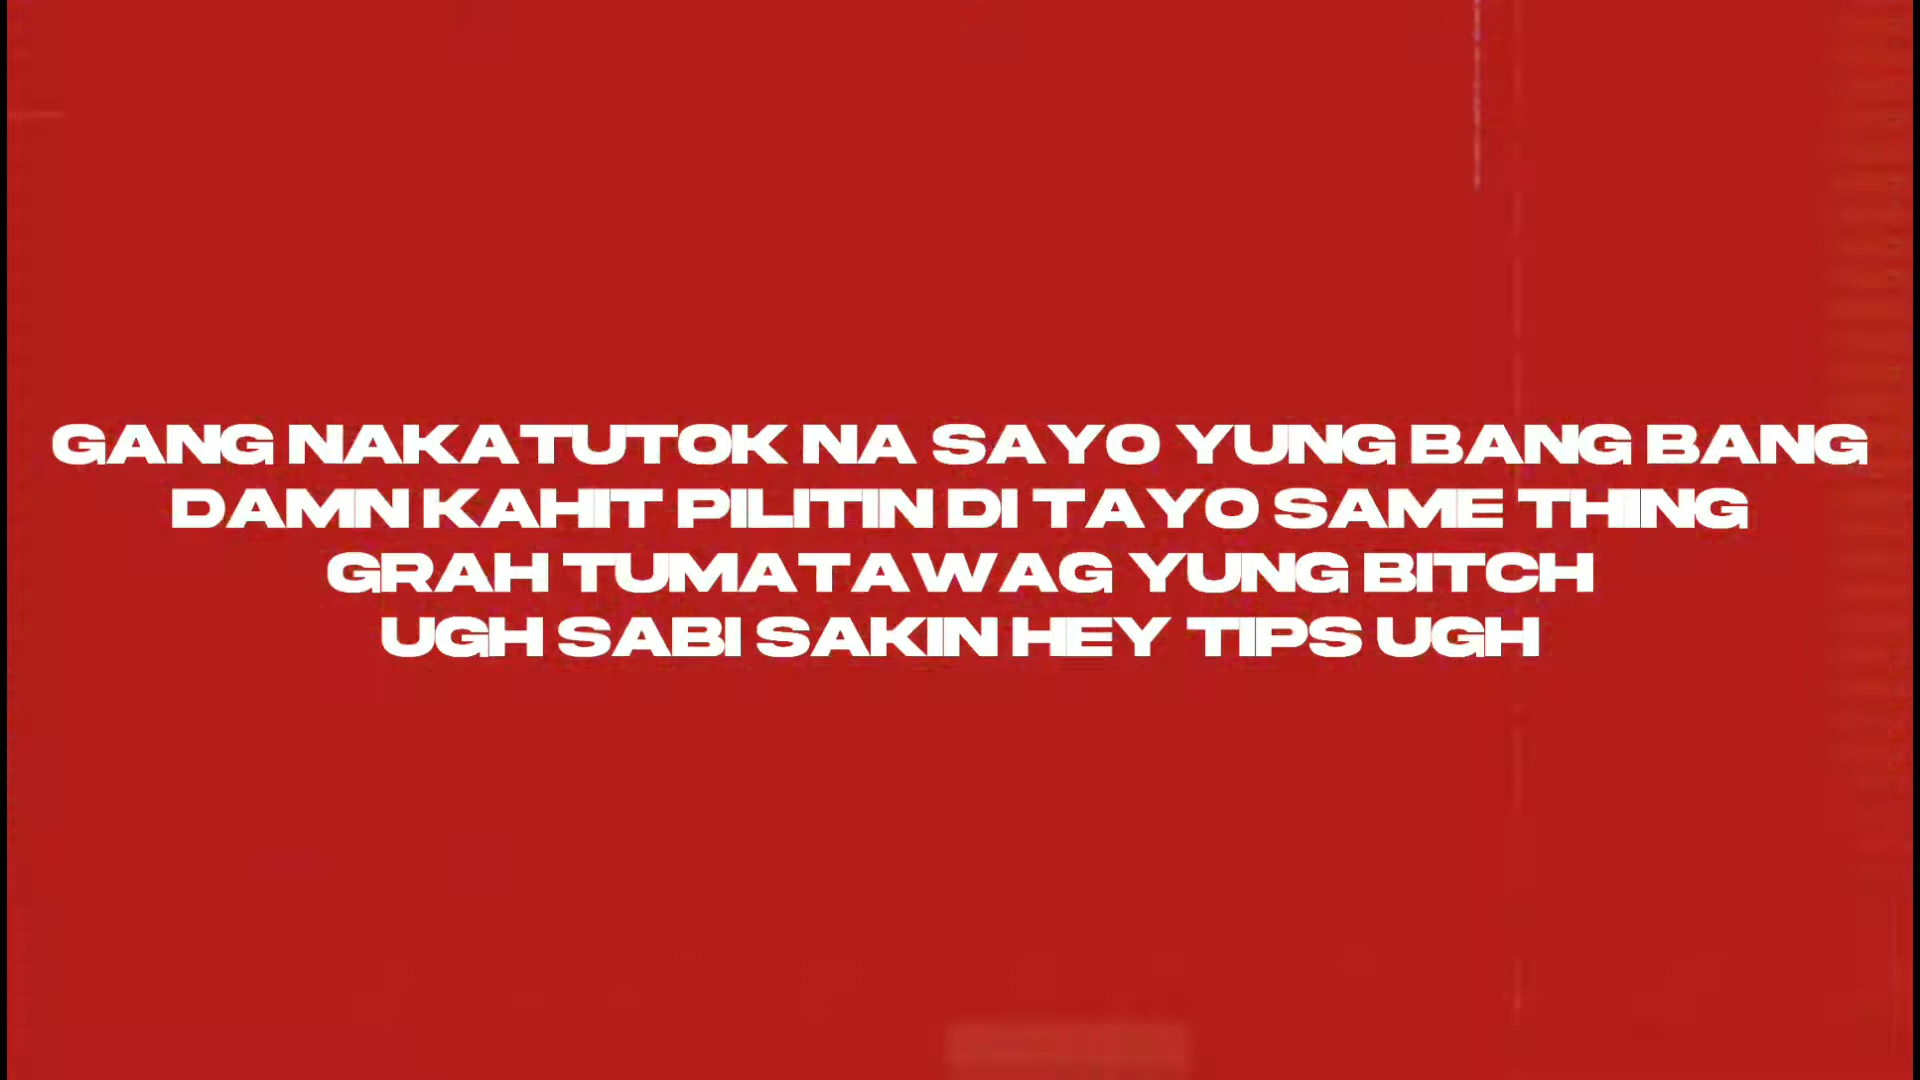 GANG NAKATUTOK NA SAYO YUNG BANG BANG
DAMN KAHIT PILITIN DI TAYO SAME THING
GRAH TUMATAWAG YUNG BITCH
UGH SABI SAKIN HEY TIPS UGH